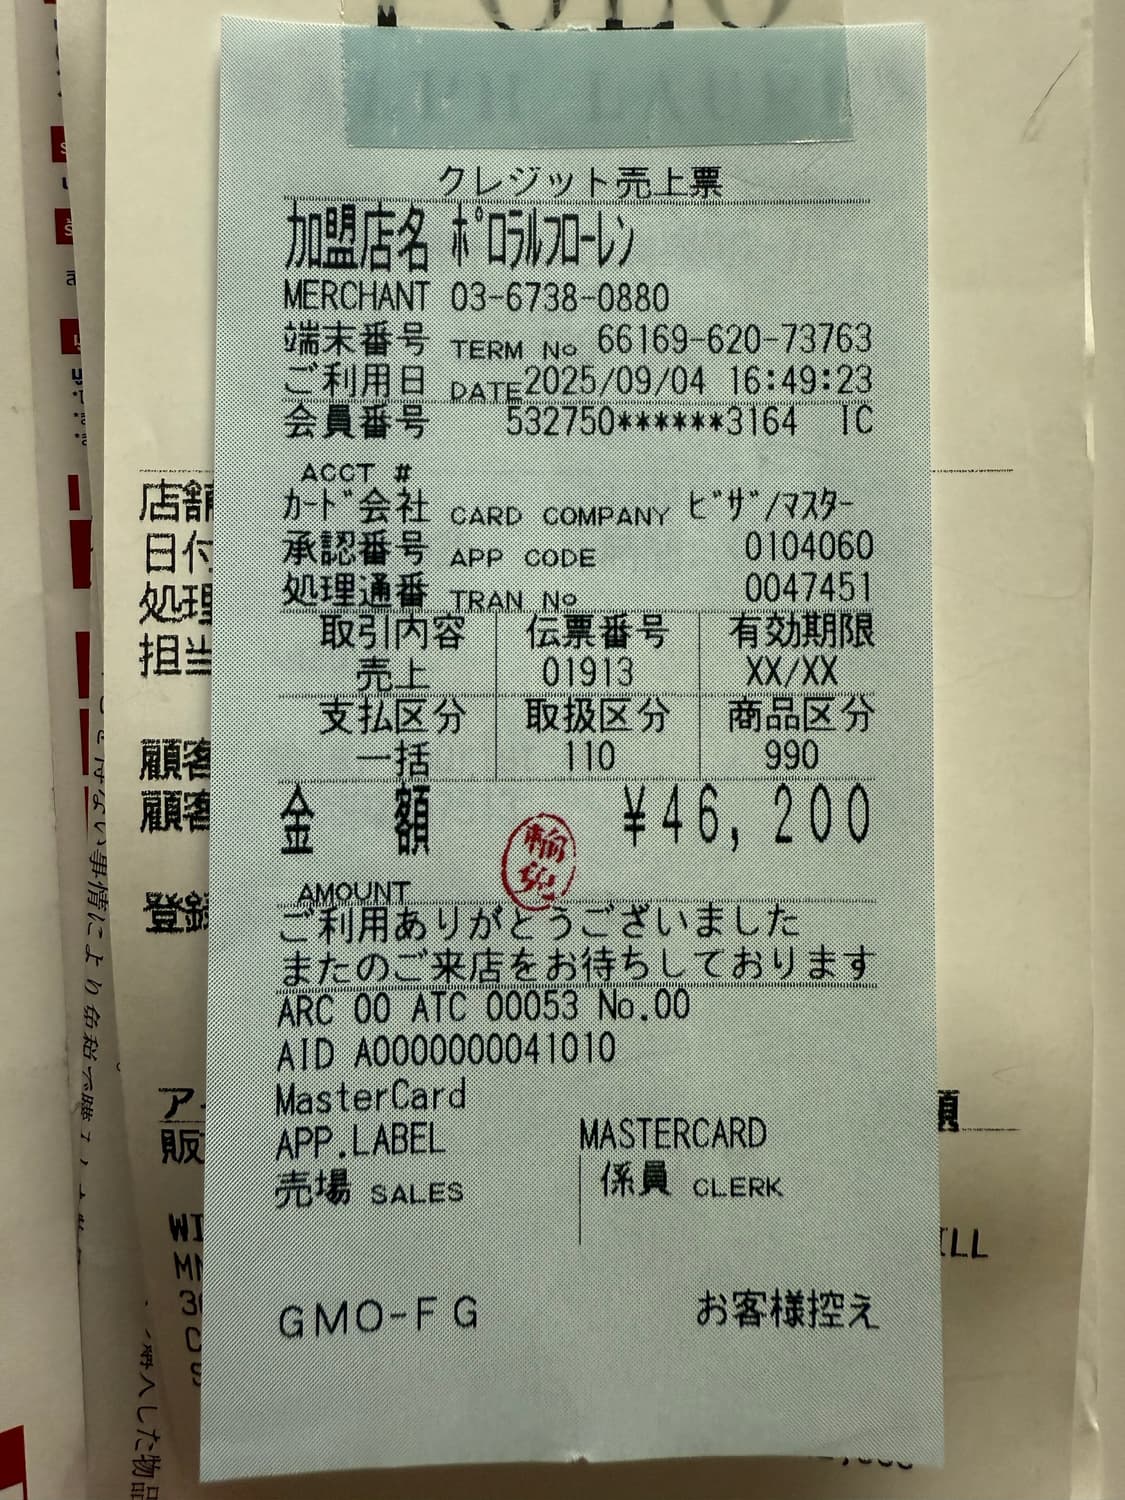 クレジット売上票
加盟店名 ポロラルフローレン
MERCHANT 03-6738-0880
端末番号 TERM No 66169-620-73763
ご利用日 DATE 2025/09/04 16:49:23
会員番号 532750******3164 IC
ACCT #
カード会社 CARD COMPANY ビザ/マスター
承認番号 APP CODE 0104060
処理通番 TRAN No 0047451
取引内容 伝票番号 有効期限
売上 01913 XX/XX
支払区分 取扱区分 商品区分
一括 110 990
金 額 ¥46,200
AMOUNT
ご利用ありがとうございました
またのご来店をお待ちしております
ARC 00 ATC 00053 No.00
AID A0000000041010
MasterCard
APP.LABEL MASTERCARD
売場 SALES 係員 CLERK
GMO-FG お客様控え
店舗
日付
処理
担当
顧客
顧客
登録